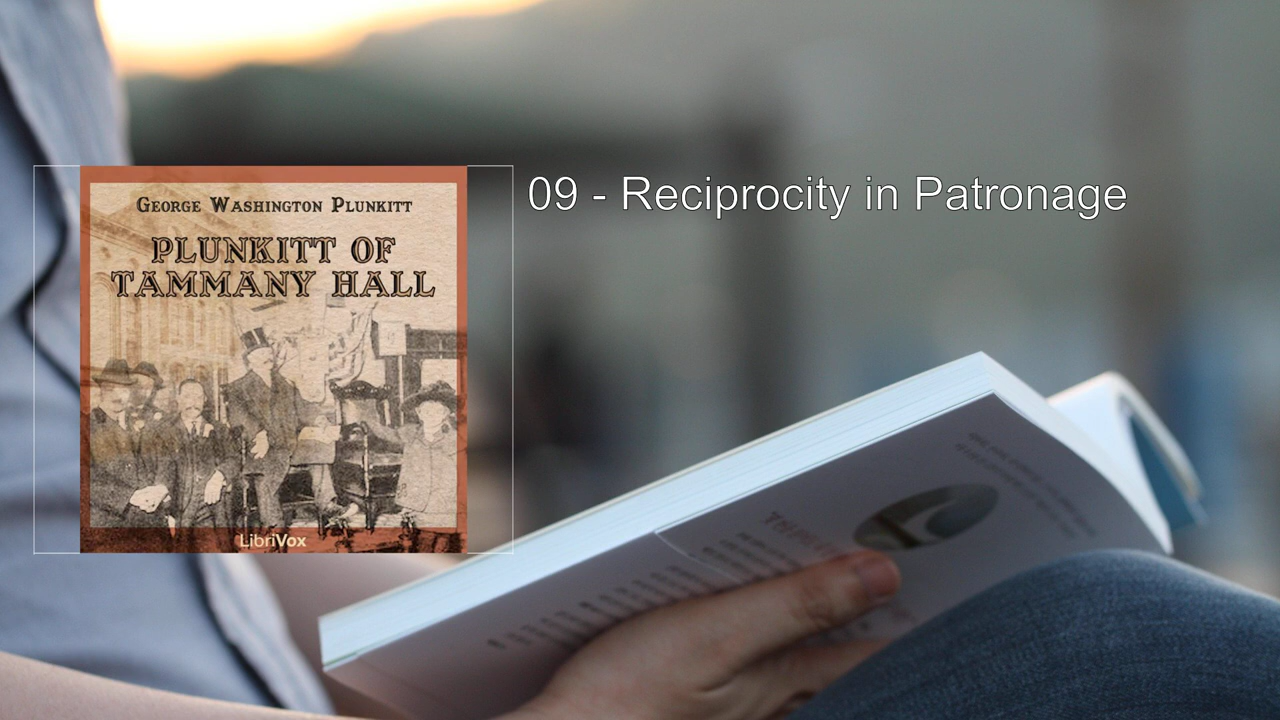 George Washington Plunkitt
PLUNKITT OF
TAMMANY HALL
LibriVox
09 - Reciprocity in Patronage